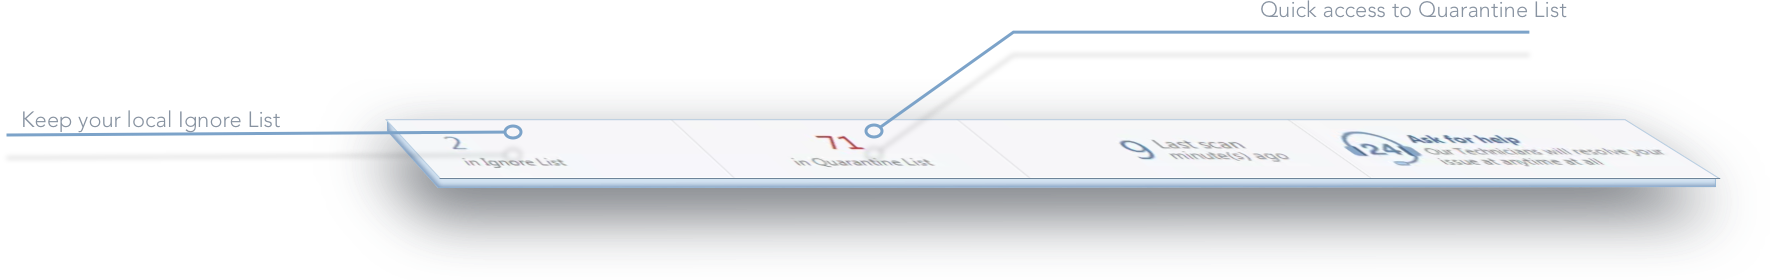 Quick access to Quarantine List
Keep your local Ignore List
2
in Ignore List
71
in Quarantine List
9 Last scan
minute(s) ago
24
Ask for help
Our Technicians will resolve your
issue at anytime at all